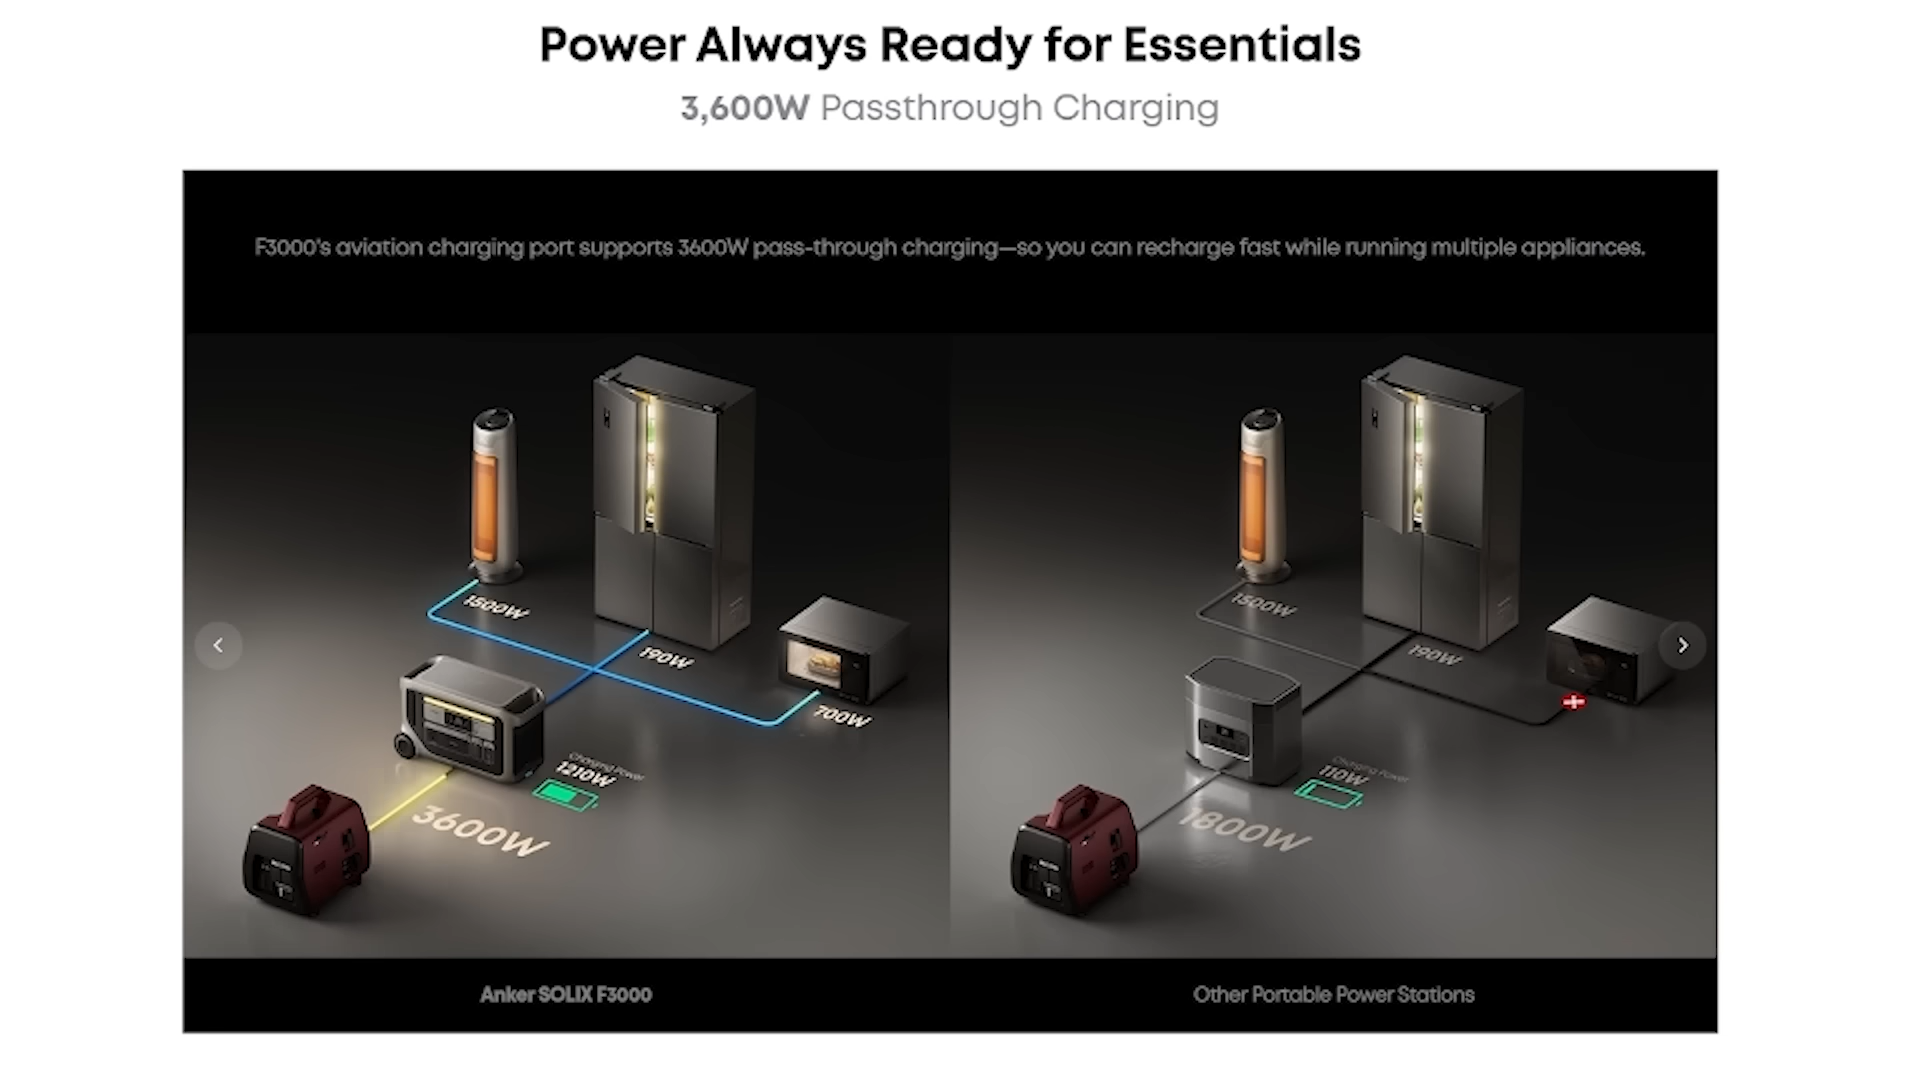 Power Always Ready for Essentials
3,600W Passthrough Charging
F3000's aviation charging port supports 3600W pass-through charging—so you can recharge fast while running multiple appliances.
1500W
190W
700W
Charging Power
1210W
3600W
1500W
190W
Charging Power
110W
1800W
Anker SOLIX F3000
Other Portable Power Stations